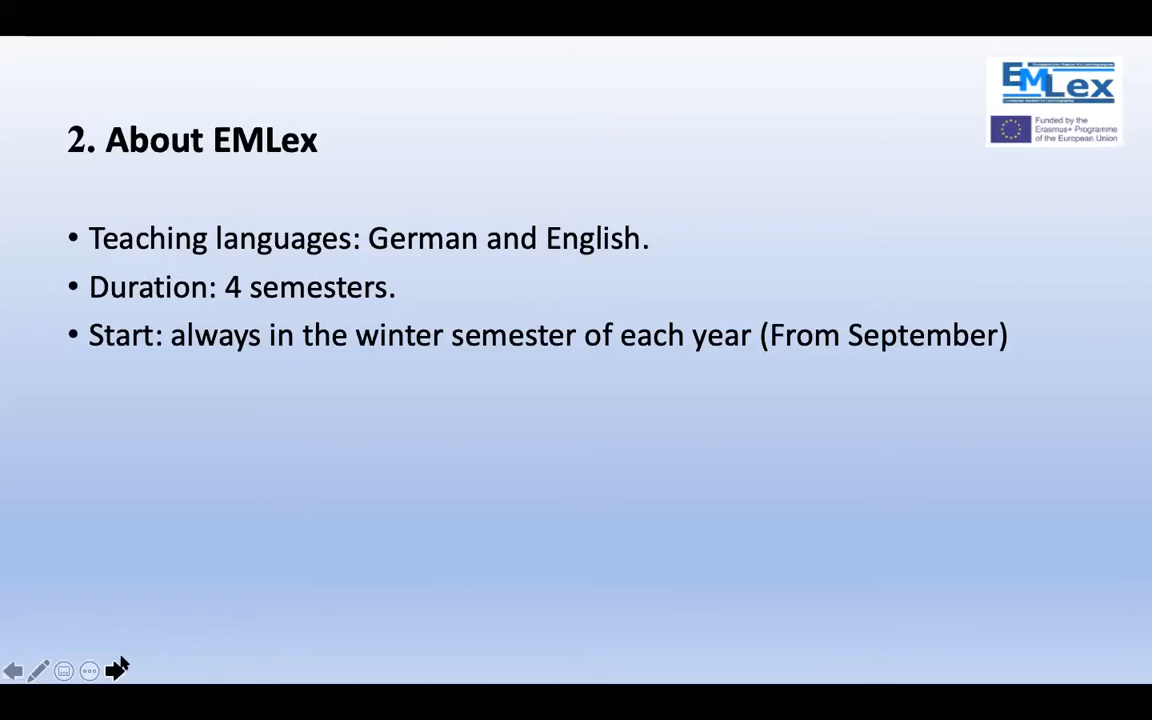 EMLex
Funded by the
Erasmus+ Programme
of the European Union
2. About EMLex
• Teaching languages: German and English.
• Duration: 4 semesters.
• Start: always in the winter semester of each year (From September)